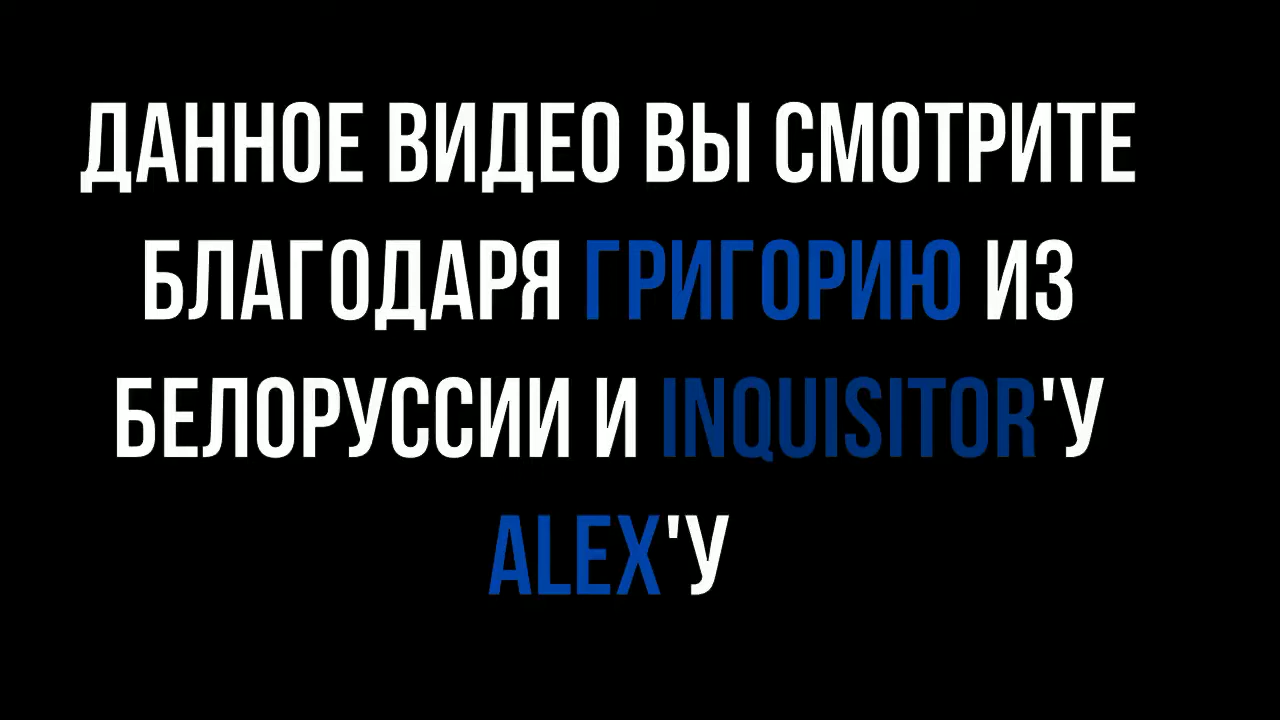 ДАННОЕ ВИДЕО ВЫ СМОТРИТЕ
БЛАГОДАРЯ ГРИГОРИЮ ИЗ
БЕЛОРУССИИ И INQUISITOR'У
ALEX'У